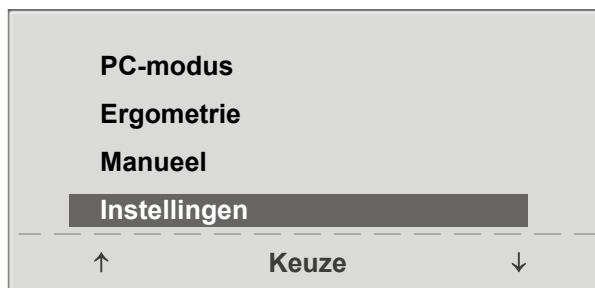 PC-modus
Ergometrie
Manueel
Instellingen
↑ Keuze ↓